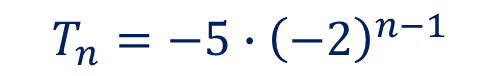 Tₙ = −5 · (−2)ⁿ⁻¹